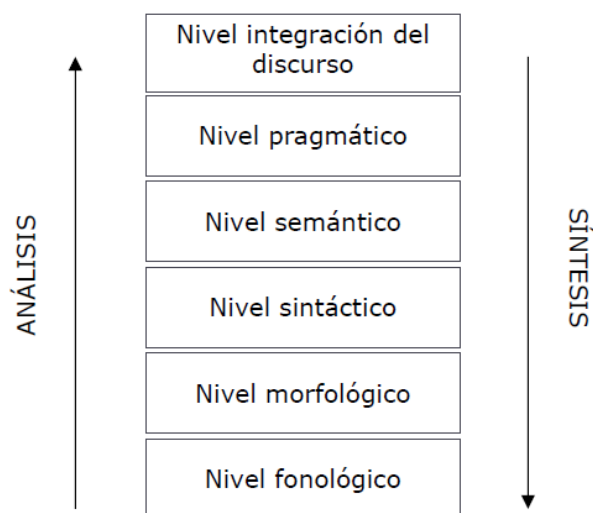 Nivel integración del
discurso
Nivel pragmático
Nivel semántico
Nivel sintáctico
Nivel morfológico
Nivel fonológico
ANÁLISIS
SÍNTESIS